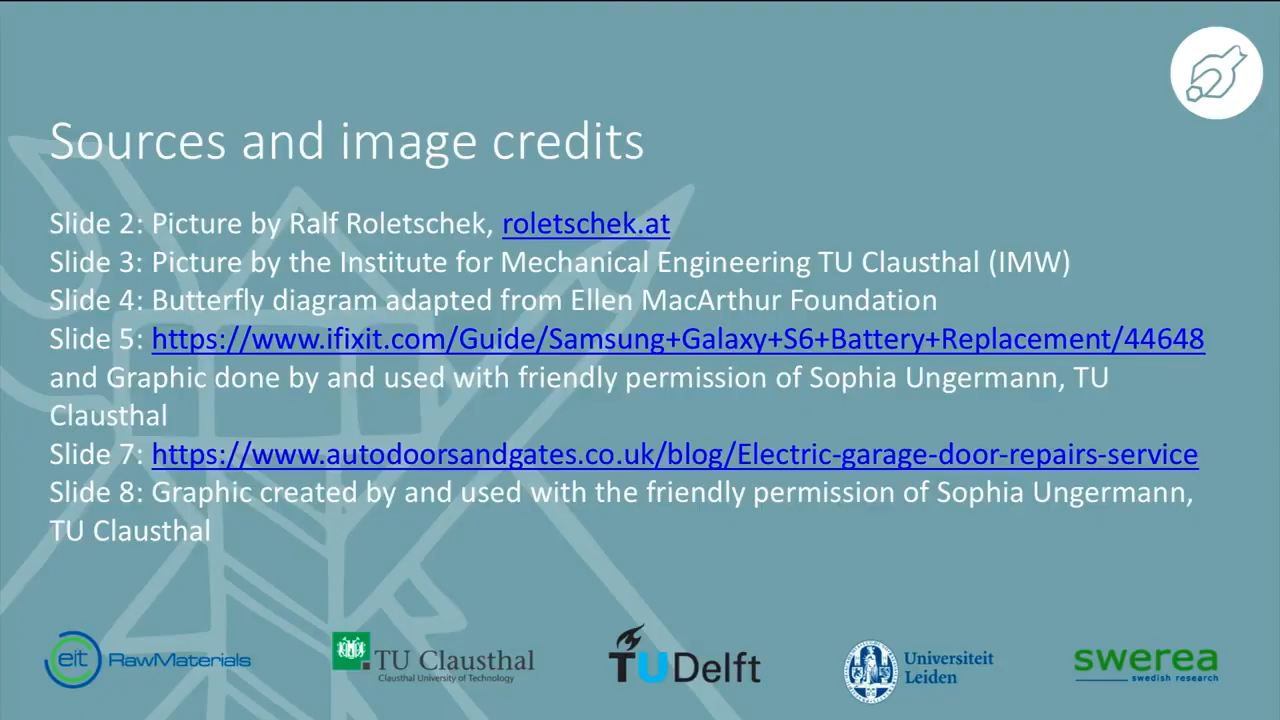 Sources and image credits
Slide 2: Picture by Ralf Roletschek, roletschek.at
Slide 3: Picture by the Institute for Mechanical Engineering TU Clausthal (IMW)
Slide 4: Butterfly diagram adapted from Ellen MacArthur Foundation
Slide 5: https://www.ifixit.com/Guide/Samsung+Galaxy+S6+Battery+Replacement/44648
and Graphic done by and used with friendly permission of Sophia Ungermann, TU
Clausthal
Slide 7: https://www.autodoorsandgates.co.uk/blog/Electric-garage-door-repairs-service
Slide 8: Graphic created by and used with the friendly permission of Sophia Ungermann,
TU Clausthal
eit RawMaterials
TU Clausthal
Clausthal University of Technology
TUDelft
Universiteit
Leiden
swerea
swedish research